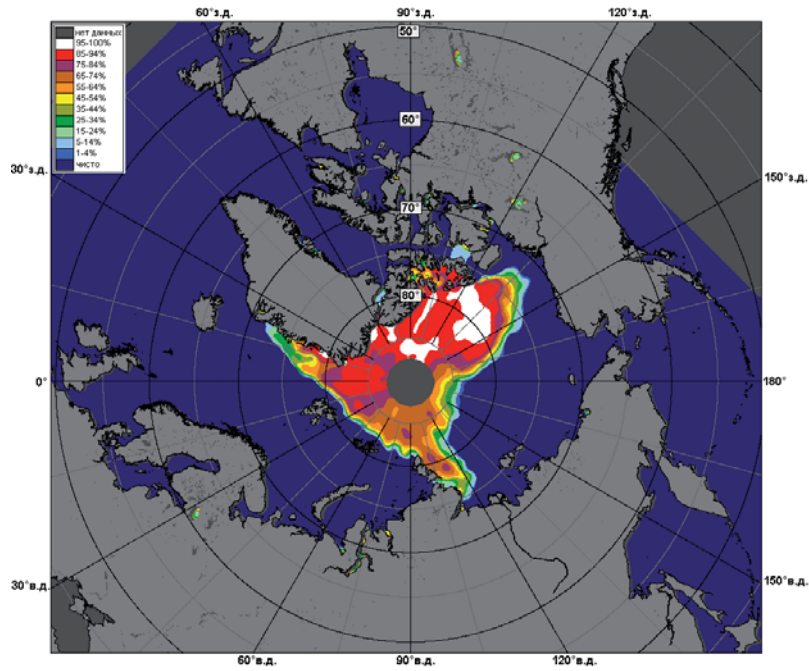 60°з.д.
90°з.д.
120°з.д.
нет данных
95-100%
85-94%
75-84%
65-74%
55-64%
45-54%
35-44%
25-34%
15-24%
5-14%
1-4%
чисто
50°
60°
70°
80°
30°з.д.
150°з.д.
0°
180°
30°в.д.
150°в.д.
60°в.д.
90°в.д.
120°в.д.